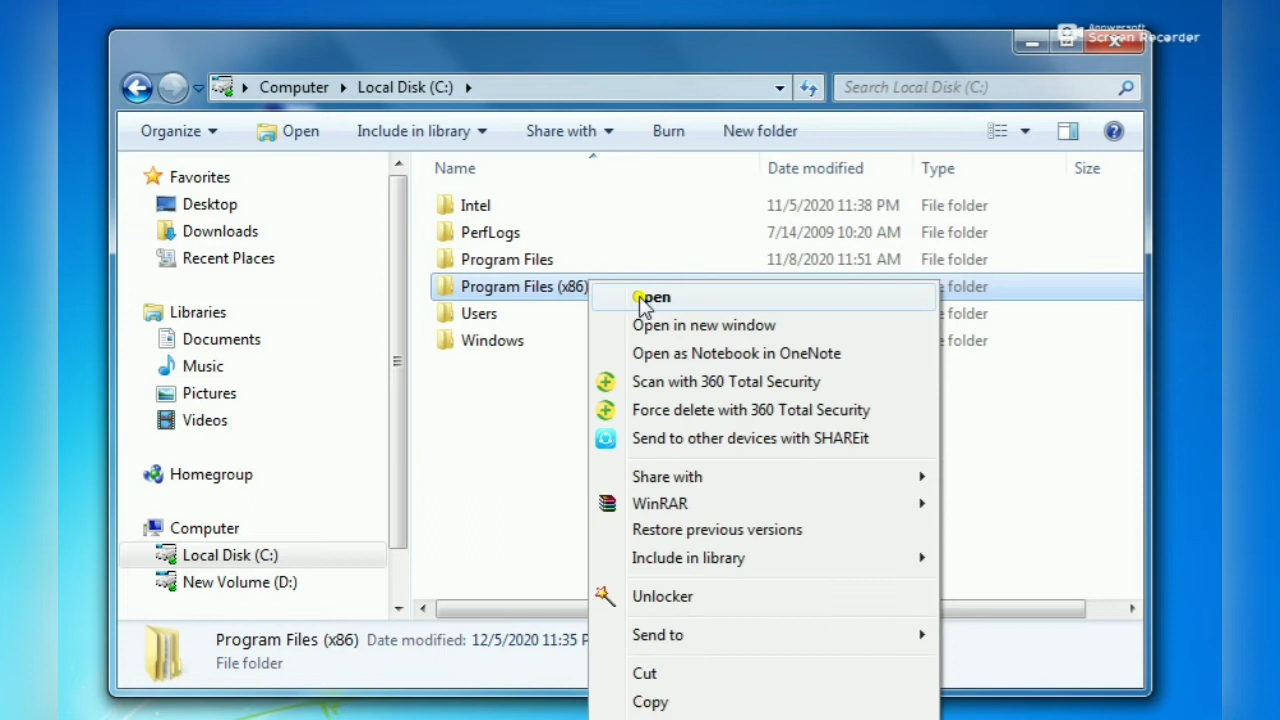 Apowersoft
Screen Recorder
Computer
Local Disk (C:)
Search Local Disk (C:)
Organize
Open
Include in library
Share with
Burn
New folder
Favorites
Desktop
Downloads
Recent Places
Libraries
Documents
Music
Pictures
Videos
Homegroup
Computer
Local Disk (C:)
New Volume (D:)
Name Date modified Type Size
Intel 11/5/2020 11:38 PM File folder
PerfLogs 7/14/2009 10:20 AM File folder
Program Files 11/8/2020 11:51 AM File folder
Program Files (x86) e folder
Users e folder
Windows e folder
Open
Open in new window
Open as Notebook in OneNote
Scan with 360 Total Security
Force delete with 360 Total Security
Send to other devices with SHAREit
Share with
WinRAR
Restore previous versions
Include in library
Unlocker
Send to
Cut
Copy
Program Files (x86) Date modified: 12/5/2020 11:35 P
File folder